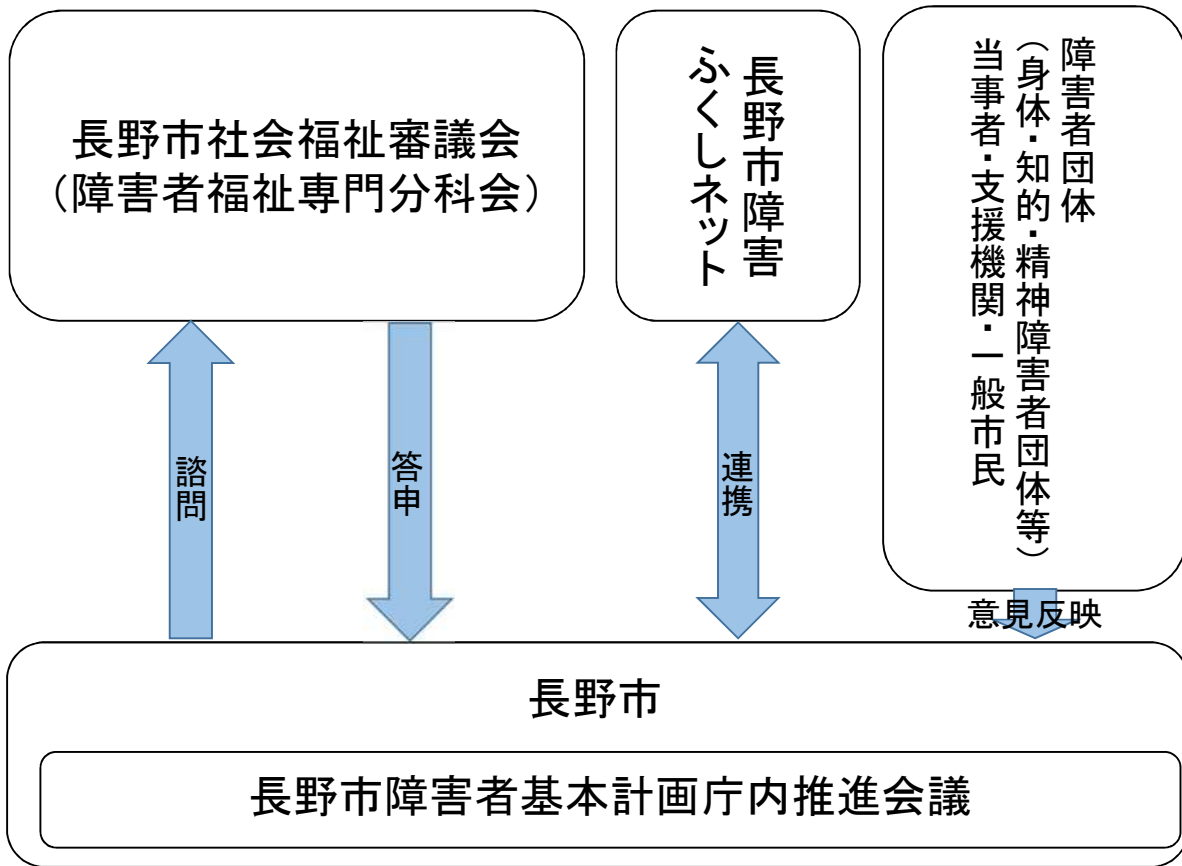 長野市社会福祉審議会
（障害者福祉専門分科会）
長野市障害
ふくしネット
障害者団体
（身体・知的・精神障害者団体等）
当事者・支援機関・一般市民
諮問
答申
連携
意見反映
長野市
長野市障害者基本計画庁内推進会議